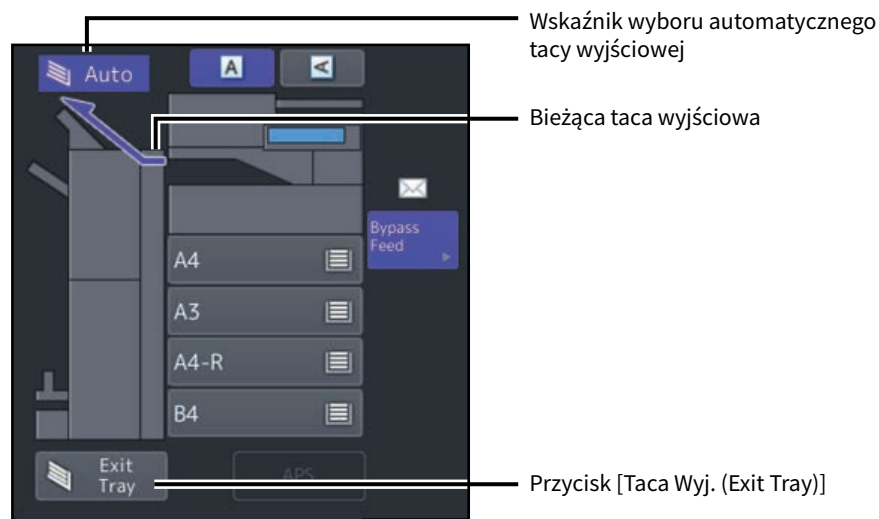 Wskaźnik wyboru automatycznego
tacy wyjściowej
Auto
A
A
Bieżąca taca wyjściowa
Bypass
Feed
A4
A3
A4-R
B4
Exit
Tray
APS
Przycisk [Taca Wyj. (Exit Tray)]